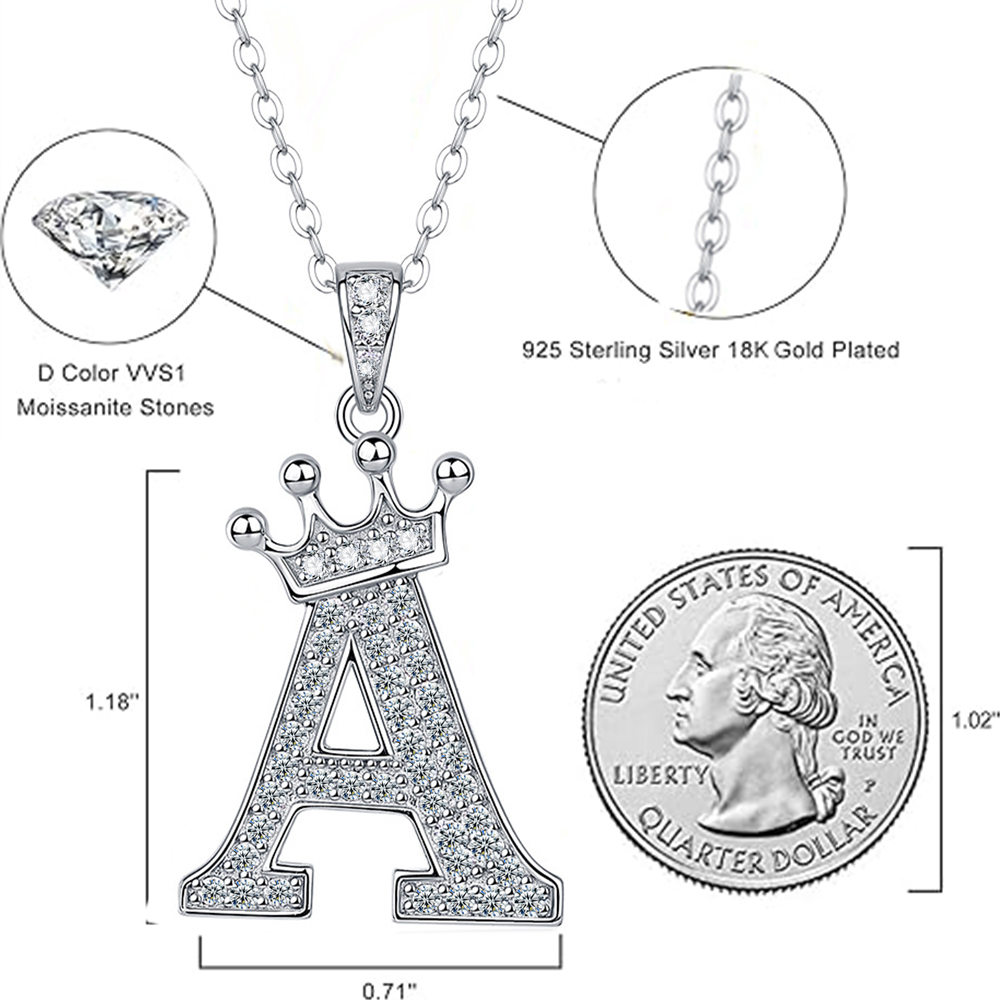 925 Sterling Silver 18K Gold Plated
D Color VVS1
Moissanite Stones
1.18"
0.71"
UNITED STATES OF AMERICA
IN
GOD WE
TRUST
LIBERTY
P
QUARTER DOLLAR
1.02"
A